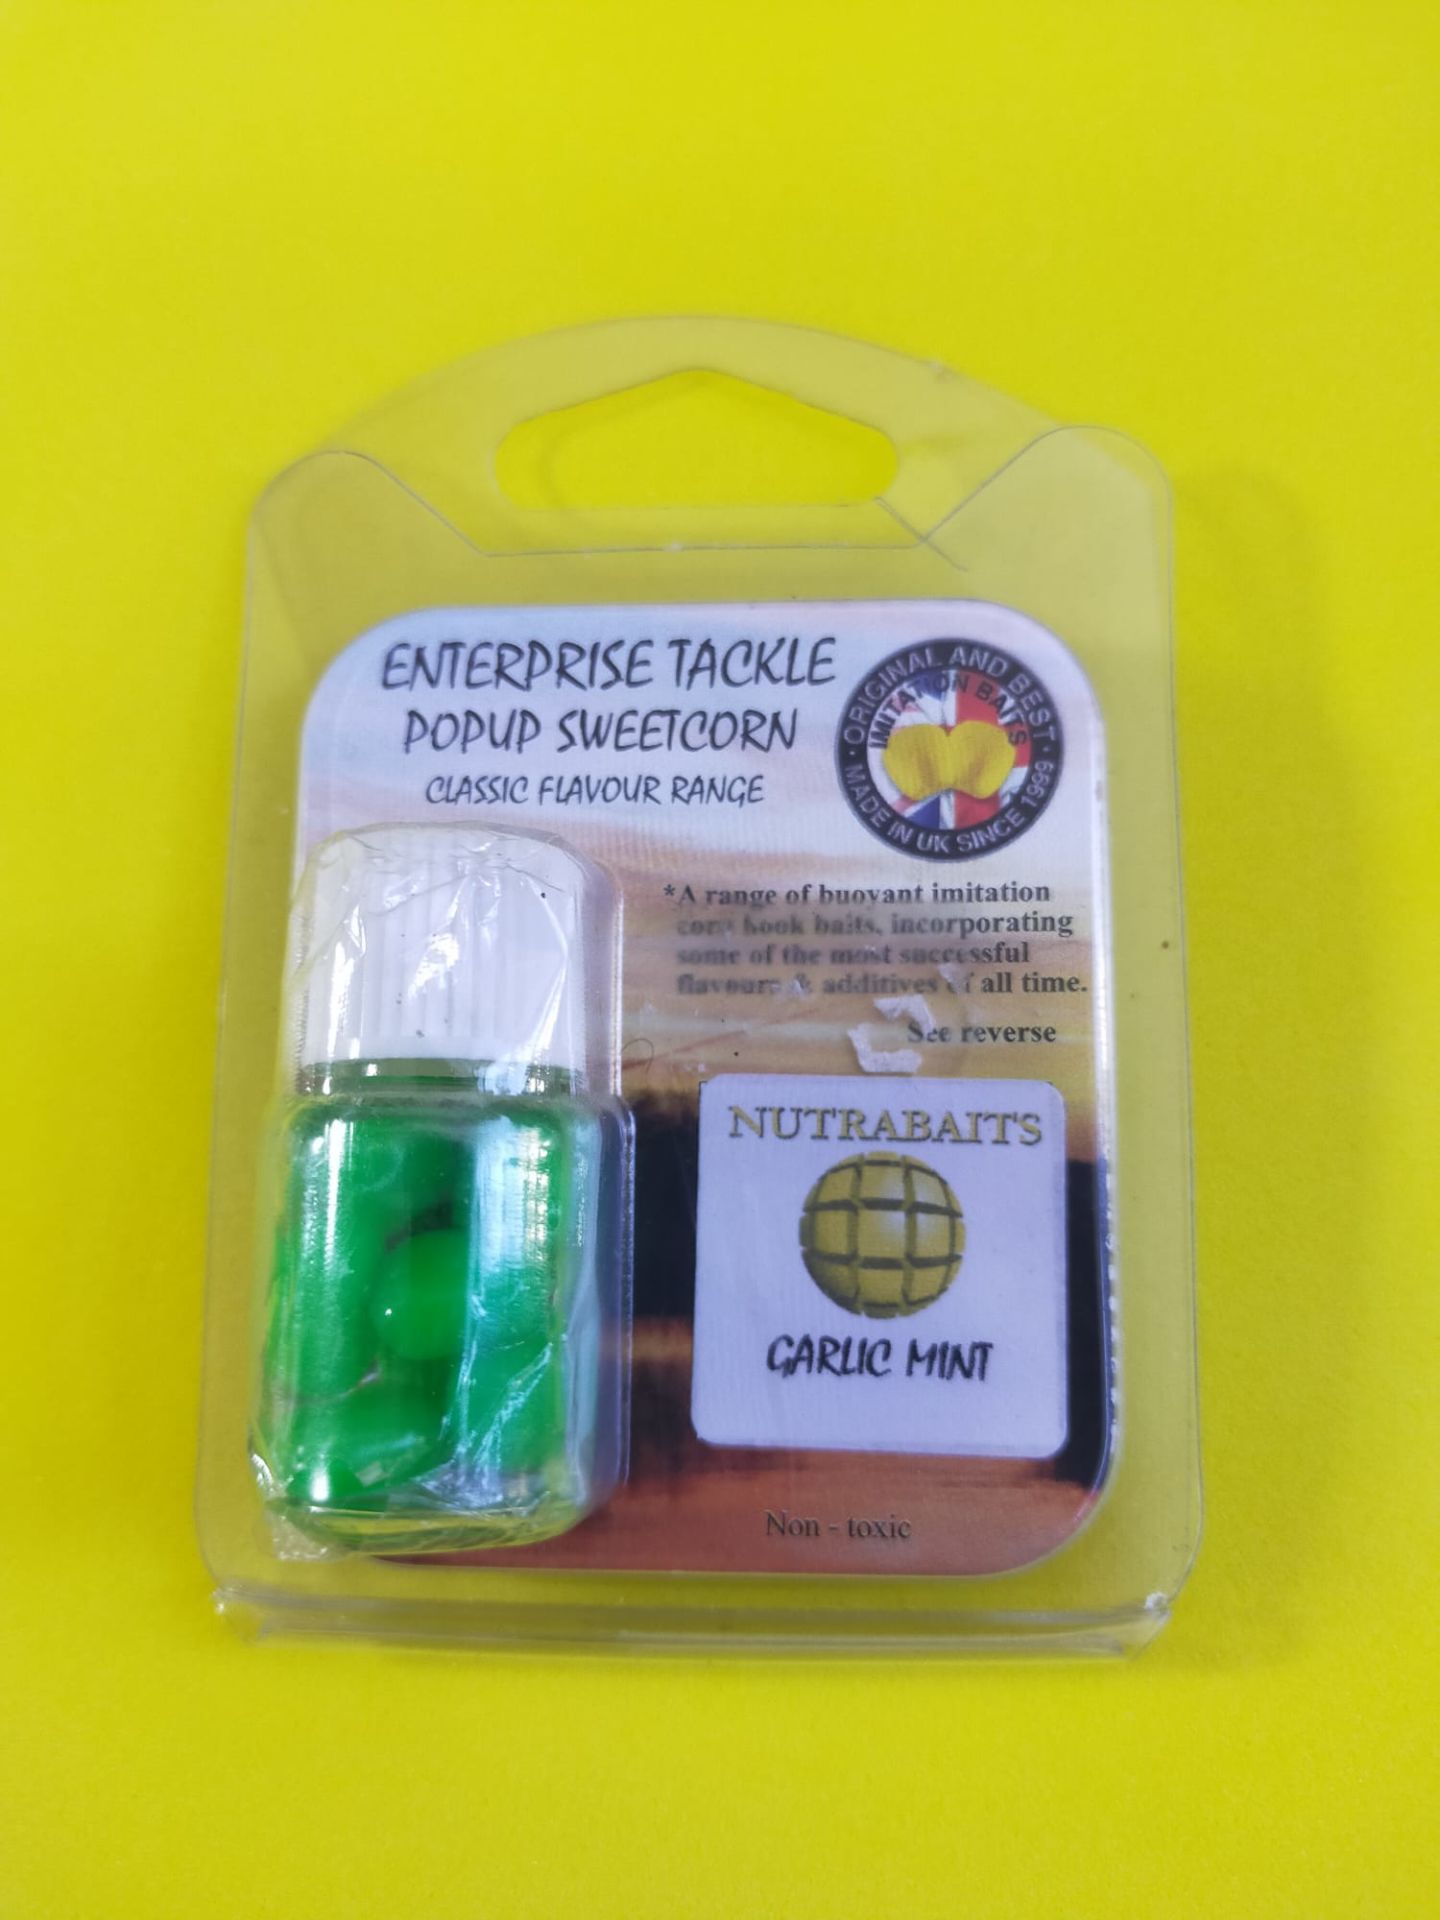 ENTERPRISE TACKLE
POPUP SWEETCORN
CLASSIC FLAVOUR RANGE
ORIGINAL AND BEST
IMITATION BAITS
MADE IN UK SINCE 1999
*A range of buoyant imitation
corn hook baits, incorporating
some of the most successful
flavours & additives of all time.
See reverse
NUTRABAITS
GARLIC MINT
Non - toxic